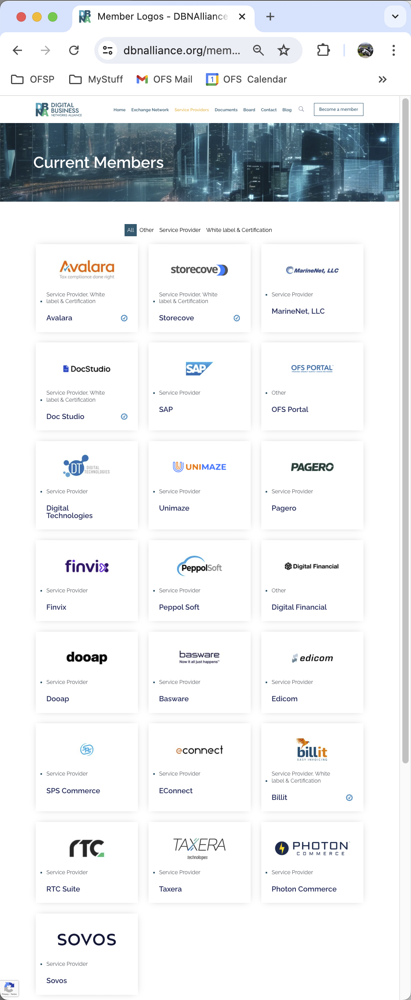 Member Logos - DBNAlliance
dbnalliance.org/mem...
OFSP
MyStuff
OFS Mail
1
OFS Calendar
DBNA
DIGITAL
BUSINESS
NETWORKS ALLIANCE
Home
Exchange Network
Service Providers
Documents
Board
Contact
Blog
Become a member
Current Members
All
Other
Service Provider
White label & Certification
Avalara
Tax compliance done right
Service Provider, White
label & Certification
Avalara
storecove
Service Provider, White
label & Certification
Storecove
MarineNet, LLC
Service Provider
MarineNet, LLC
DocStudio
Service Provider, White
label & Certification
Doc Studio
SAP
Service Provider
SAP
OFS PORTAL™
TRUSTED ENERGY SUPPLY CHAIN NETWORK
Other
OFS Portal
DT DIGITAL
TECHNOLOGIES
Service Provider
Digital
Technologies
UNIMAZE
Service Provider
Unimaze
PAGERO
Service Provider
Pagero
finvix
Service Provider
Finvix
PeppolSoft
Service Provider
Peppol Soft
Digital Financial
Other
Digital Financial
dooap
Service Provider
Dooap
basware
Now it all just happens™
Service Provider
Basware
edicom
Service Provider
Edicom
SPS
Service Provider
SPS Commerce
econnect
Service Provider
EConnect
billit
EASY INVOICING
Service Provider, White
label & Certification
Billit
rTC
Service Provider
RTC Suite
TAXERA
technologies
Service Provider
Taxera
PHOTON
COMMERCE
Service Provider
Photon Commerce
SOVOS
Service Provider
Sovos
Privacy - Terms